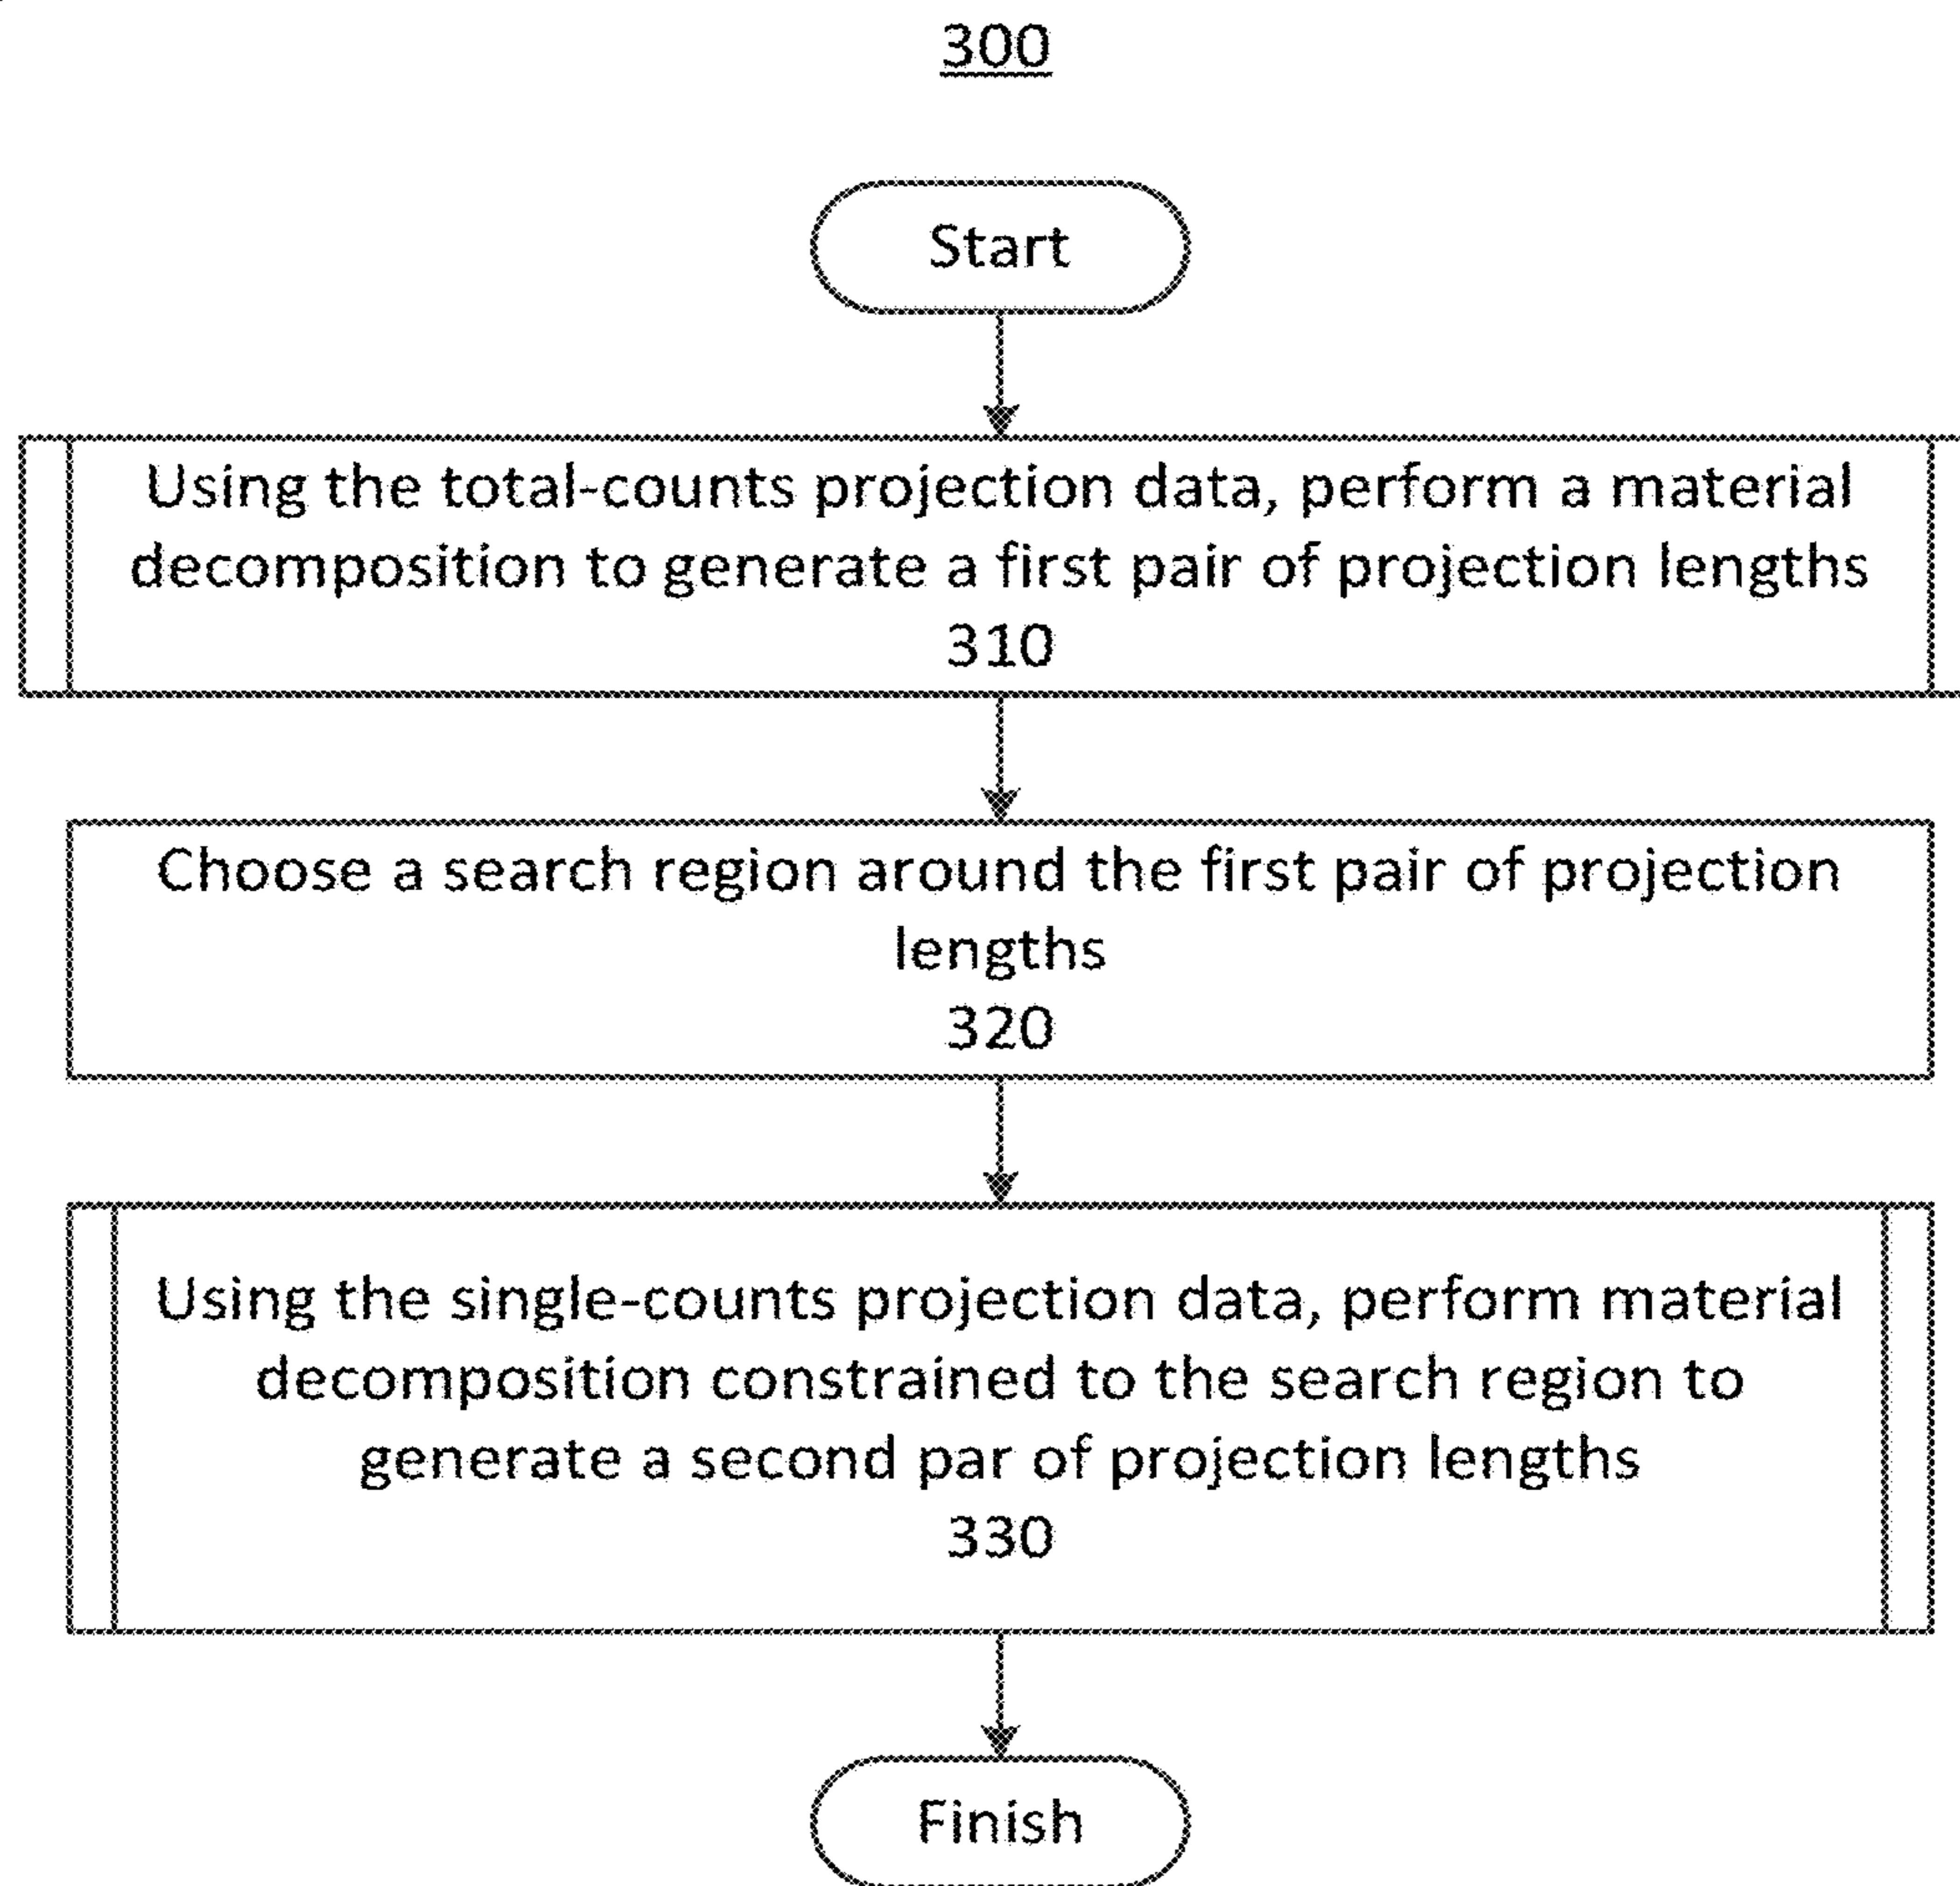 300
Start
Using the total-counts projection data, perform a material
decomposition to generate a first pair of projection lengths
310
Choose a search region around the first pair of projection
lengths
320
Using the single-counts projection data, perform material
decomposition constrained to the search region to
generate a second par of projection lengths
330
Finish